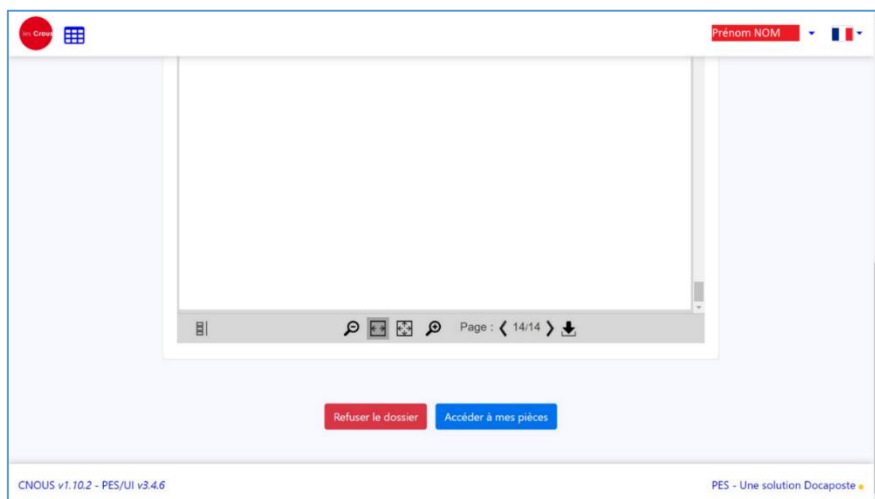 les Crous
Prénom NOM
Page : 14/14
Refuser le dossier
Accéder à mes pièces
CNOUS v1.10.2 - PES/UI v3.4.6
PES - Une solution Docaposte